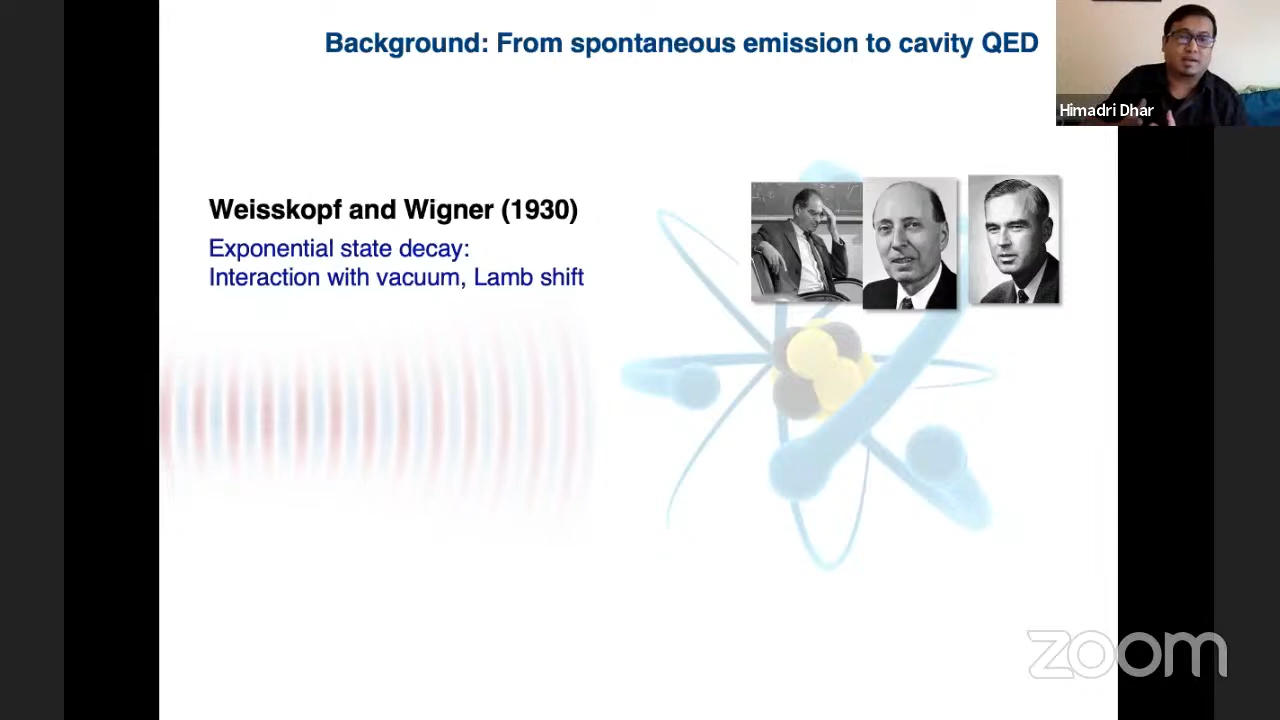 Background: From spontaneous emission to cavity QED
Himadri Dhar
Weisskopf and Wigner (1930)
Exponential state decay:
Interaction with vacuum, Lamb shift
zoom